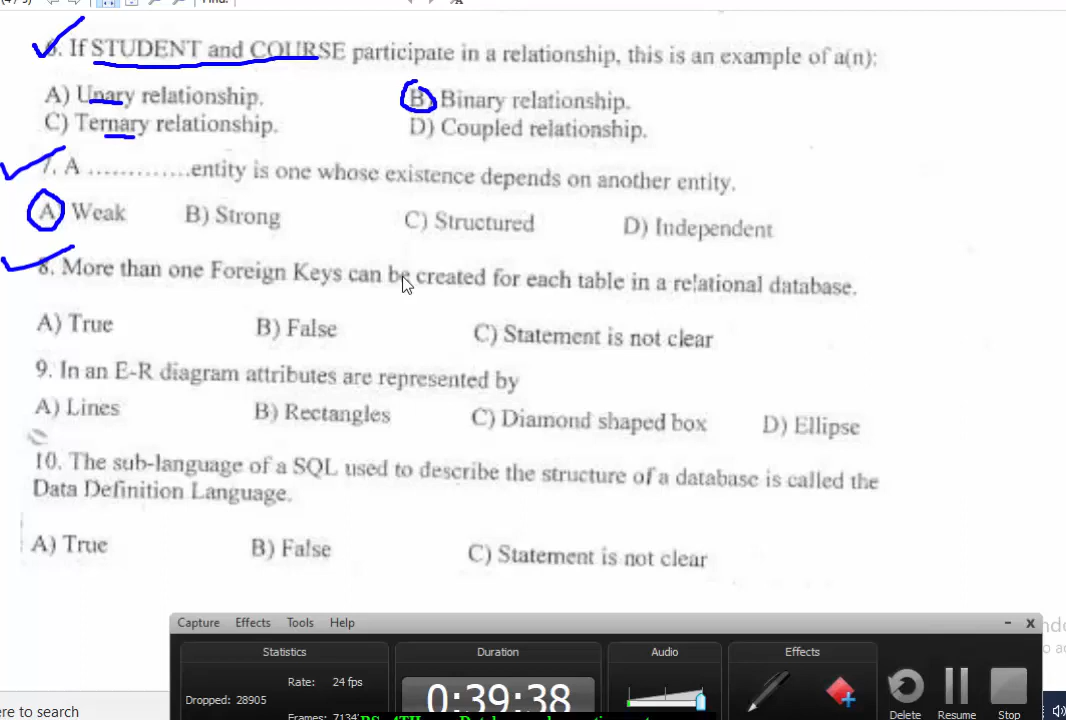 6. If STUDENT and COURSE participate in a relationship, this is an example of a(n):
A) Unary relationship. B) Binary relationship.
C) Ternary relationship. D) Coupled relationship.
7. A .............entity is one whose existence depends on another entity.
A) Weak B) Strong C) Structured D) Independent
8. More than one Foreign Keys can be created for each table in a relational database.
A) True B) False C) Statement is not clear
9. In an E-R diagram attributes are represented by
A) Lines B) Rectangles C) Diamond shaped box D) Ellipse
10. The sub-language of a SQL used to describe the structure of a database is called the
Data Definition Language.
A) True B) False C) Statement is not clear
Capture Effects Tools Help
Statistics Duration Audio Effects
Rate: 24 fps
Dropped: 28905
0:39:38
Delete Resume Stop
ere to search